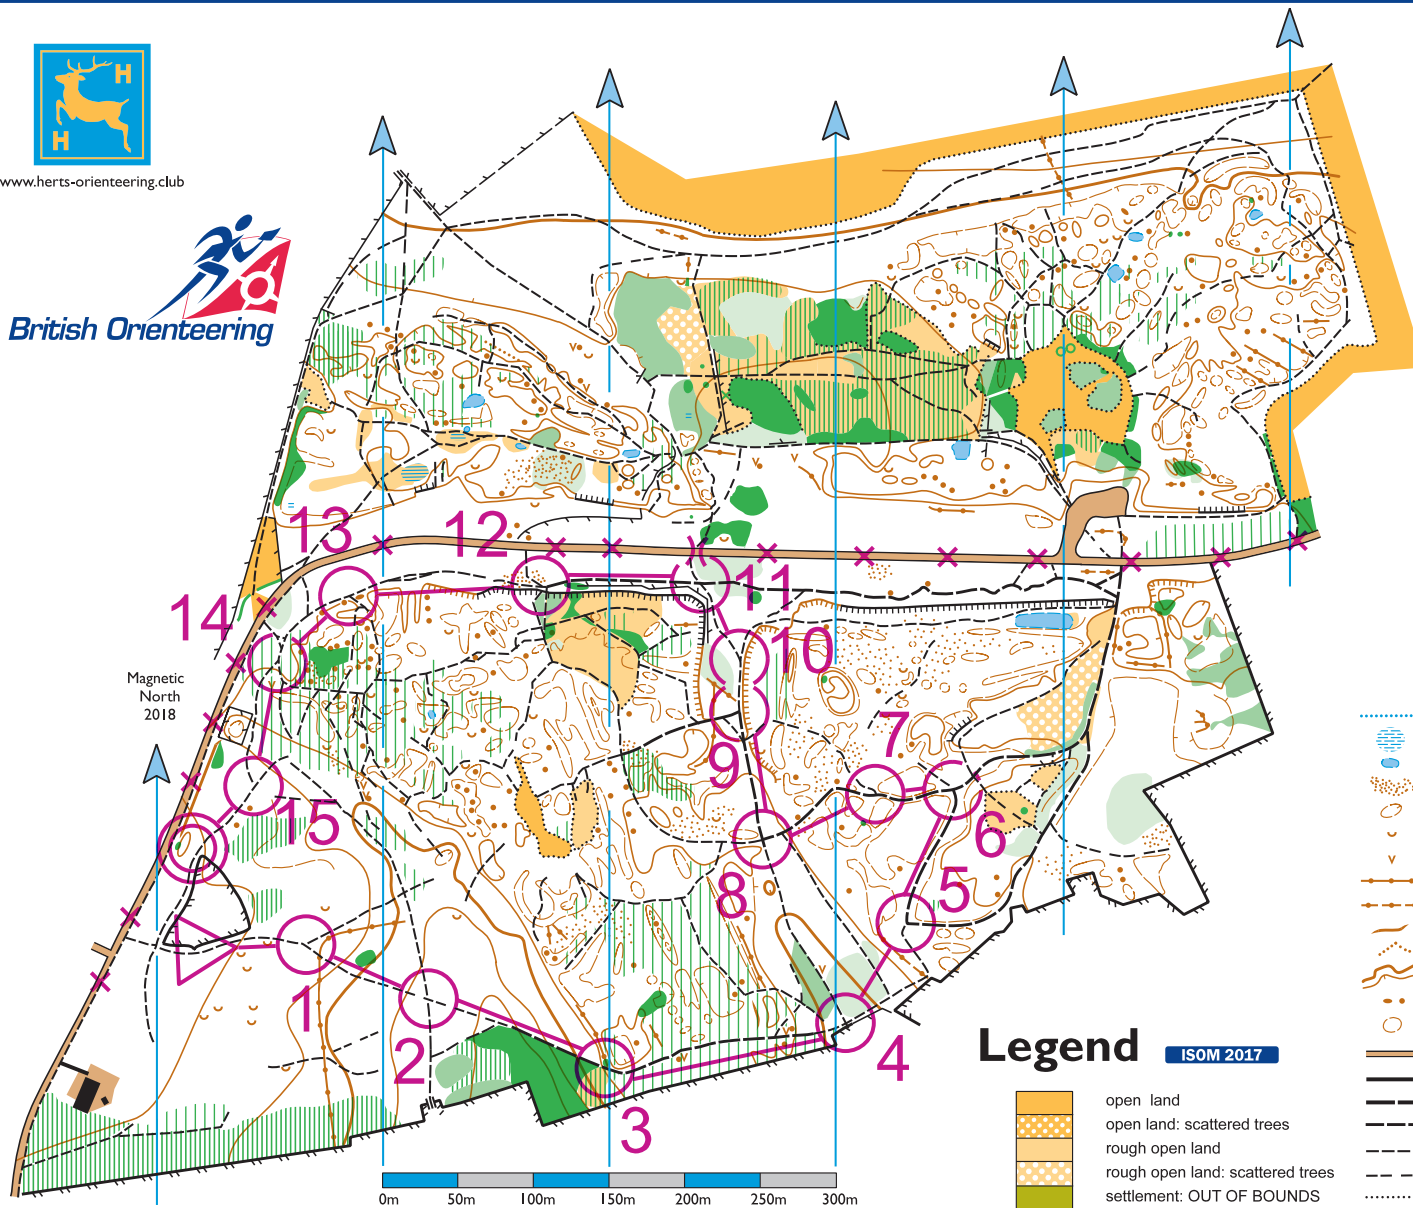 H
H
www.herts-orienteering.club
British Orienteering
13
12
11
14
10
Magnetic
North
2018
7
9
15
6
8
5
1
2
4
3
Legend
ISOM 2017
open land
open land: scattered trees
rough open land
rough open land: scattered trees
settlement: OUT OF BOUNDS
0m 50m 100m 150m 200m 250m 300m